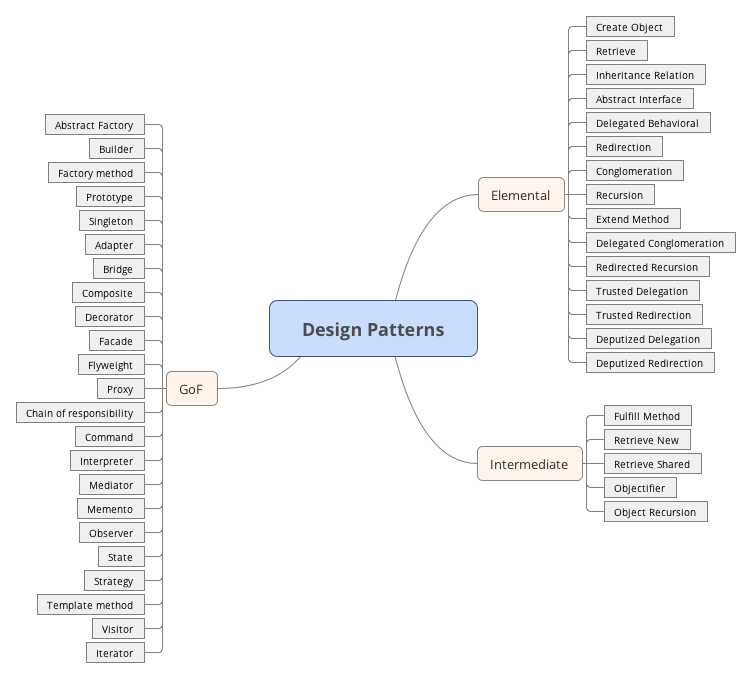 Design Patterns
Elemental
Create Object
Retrieve
Inheritance Relation
Abstract Interface
Delegated Behavioral
Redirection
Conglomeration
Recursion
Extend Method
Delegated Conglomeration
Redirected Recursion
Trusted Delegation
Trusted Redirection
Deputized Delegation
Deputized Redirection
Intermediate
Fulfill Method
Retrieve New
Retrieve Shared
Objectifier
Object Recursion
GoF
Abstract Factory
Builder
Factory method
Prototype
Singleton
Adapter
Bridge
Composite
Decorator
Facade
Flyweight
Proxy
Chain of responsibility
Command
Interpreter
Mediator
Memento
Observer
State
Strategy
Template method
Visitor
Iterator